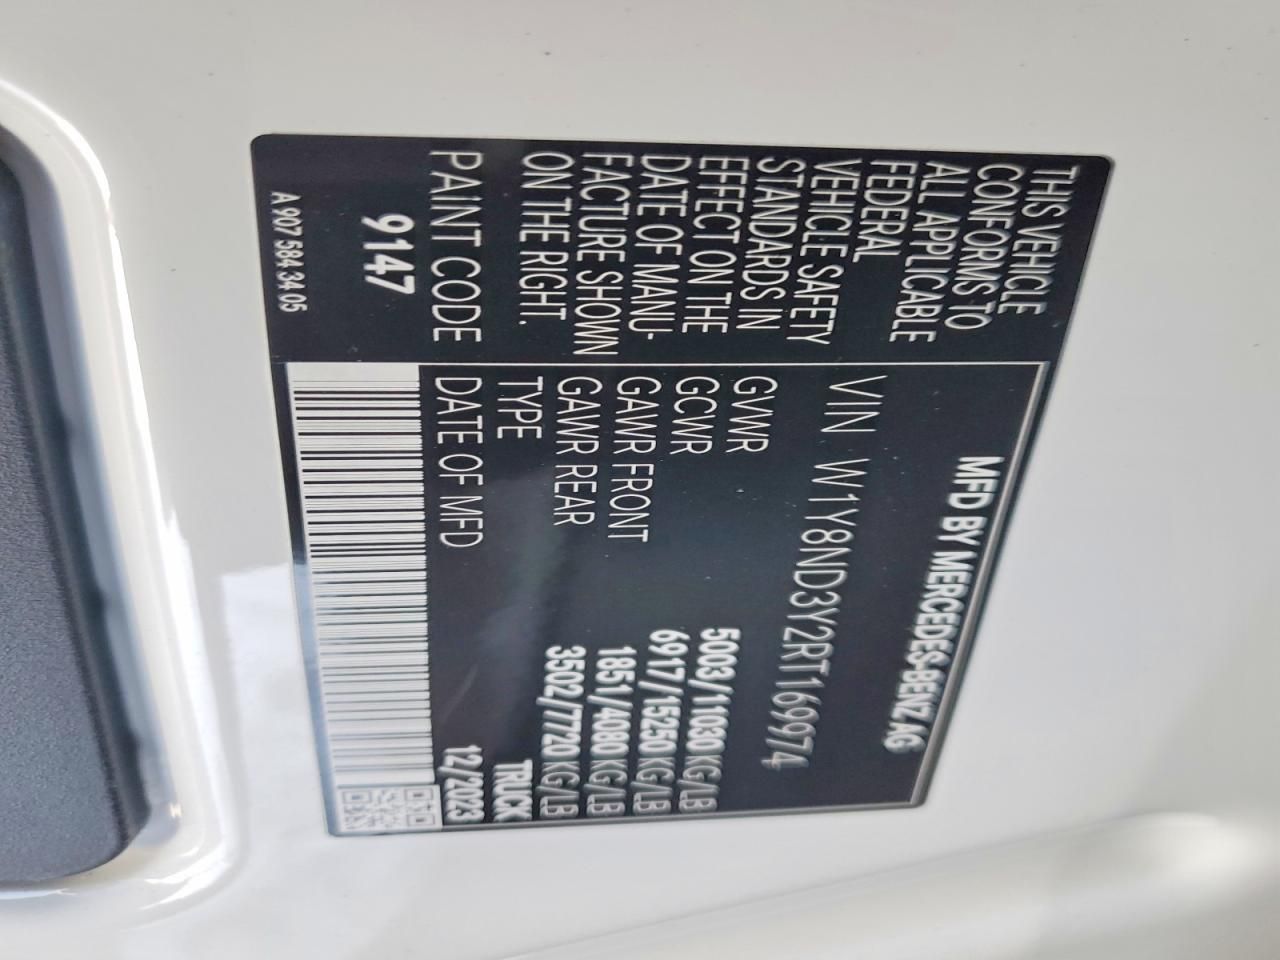 THIS VEHICLE
CONFORMS TO
ALL APPLICABLE
FEDERAL
VEHICLE SAFETY
STANDARDS IN
EFFECT ON THE
DATE OF MANU-
FACTURE SHOWN
ON THE RIGHT.
PAINT CODE
9147
A 907 584 34 05
MFD BY MERCEDES-BENZ AG
VIN W1Y8ND3Y2RT169974
GVWR 5003/11030 KG/LB
GCWR 6917/15250 KG/LB
GAWR FRONT 1851/4080 KG/LB
GAWR REAR 3502/7720 KG/LB
TYPE TRUCK
DATE OF MFD 12/2023